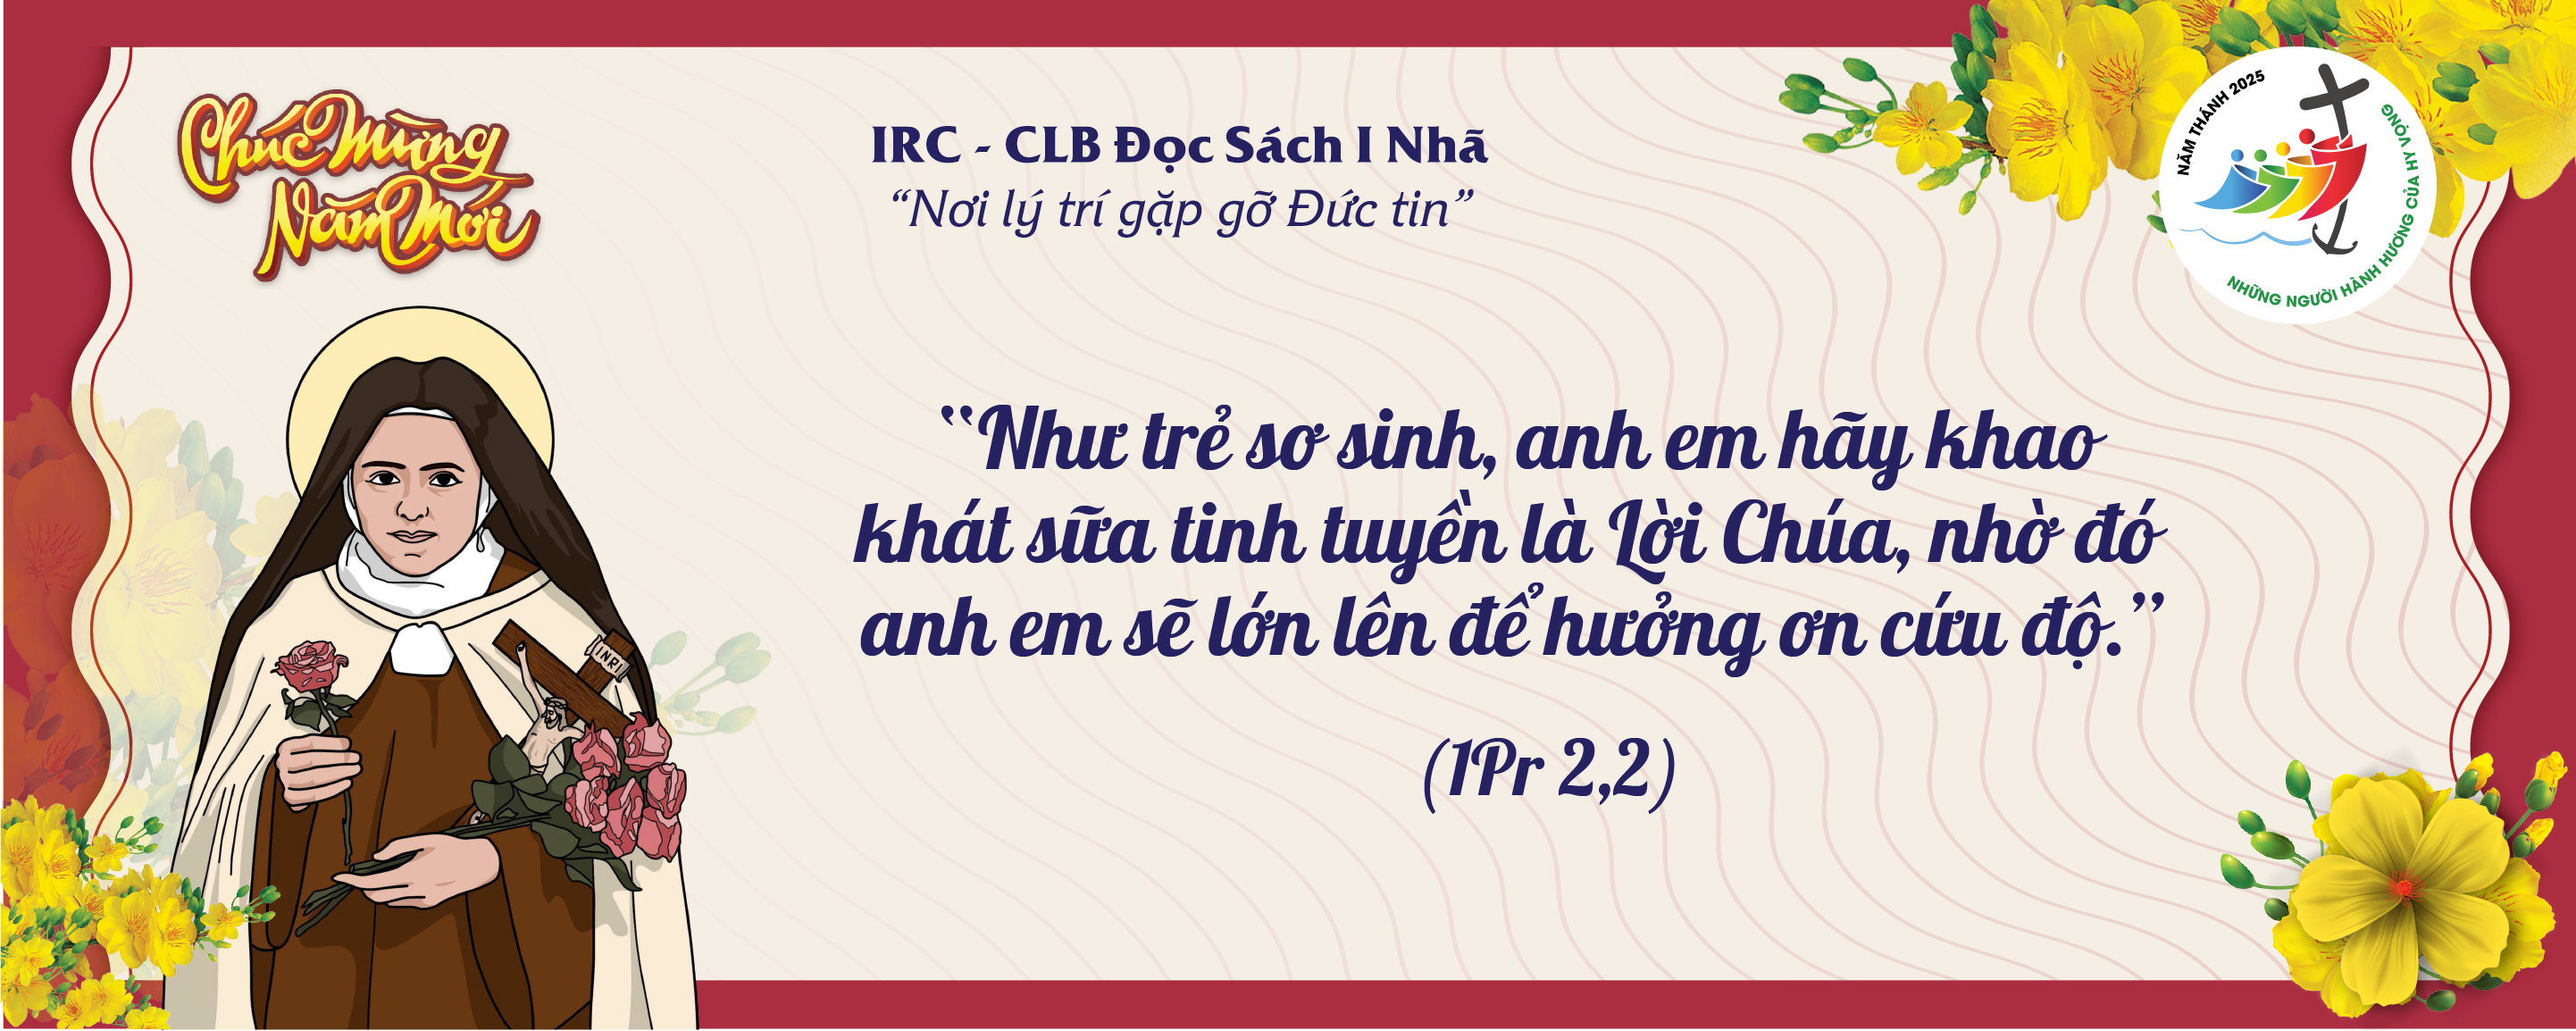 Chúc Mừng
Năm Mới
IRC - CLB Đọc Sách I Nhã
“Nơi lý trí gặp gỡ Đức tin”
NĂM THÁNH 2025
NHỮNG NGƯỜI HÀNH HƯƠNG CỦA HY VỌNG
“Như trẻ sơ sinh, anh em hãy khao
khát sữa tinh tuyền là Lời Chúa, nhờ đó
anh em sẽ lớn lên để hưởng ơn cứu độ.”
(1Pr 2,2)
INRI